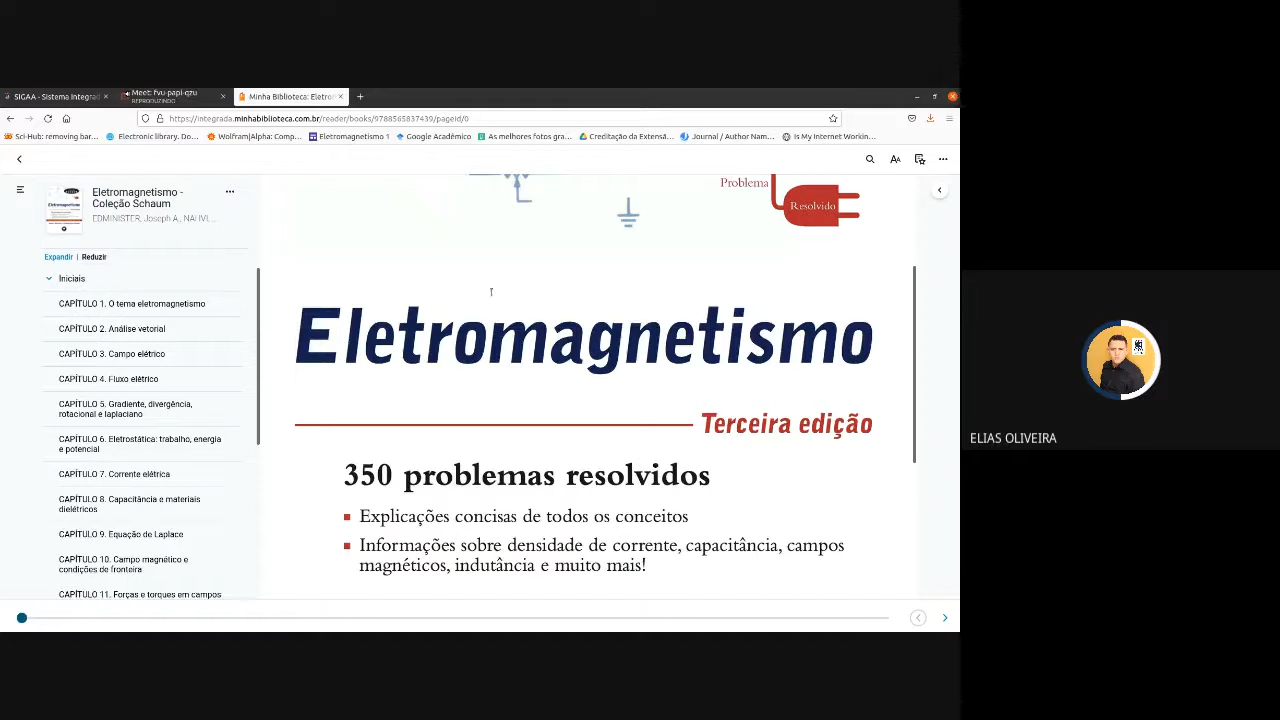 SIGAA - Sistema Integrad
Meet: fvu-papi-qzu
REPRODUZINDO
Minha Biblioteca: Eletro
https://integrada.minhabiblioteca.com.br/reader/books/9788565837439/pageid/0
Sci-Hub: removing bar...
Electronic library. Do...
Wolfram|Alpha: Comp...
Eletromagnetismo 1
Google Acadêmico
As melhores fotos gra...
Creditação da Extensã...
Journal / Author Nam...
Is My Internet Workin...
Eletromagnetismo -
Coleção Schaum
EDMINISTER, Joseph A., NAHVI, ...
Expandir | Reduzir
Iniciais
CAPÍTULO 1. O tema eletromagnetismo
CAPÍTULO 2. Análise vetorial
CAPÍTULO 3. Campo elétrico
CAPÍTULO 4. Fluxo elétrico
CAPÍTULO 5. Gradiente, divergência,
rotacional e laplaciano
CAPÍTULO 6. Eletrostática: trabalho, energia
e potencial
CAPÍTULO 7. Corrente elétrica
CAPÍTULO 8. Capacitância e materiais
dielétricos
CAPÍTULO 9. Equação de Laplace
CAPÍTULO 10. Campo magnético e
condições de fronteira
CAPÍTULO 11. Forças e torques em campos
Problema
Resolvido
Eletromagnetismo
Terceira edição
350 problemas resolvidos
Explicações concisas de todos os conceitos
Informações sobre densidade de corrente, capacitância, campos
magnéticos, indutância e muito mais!
ELIAS OLIVEIRA